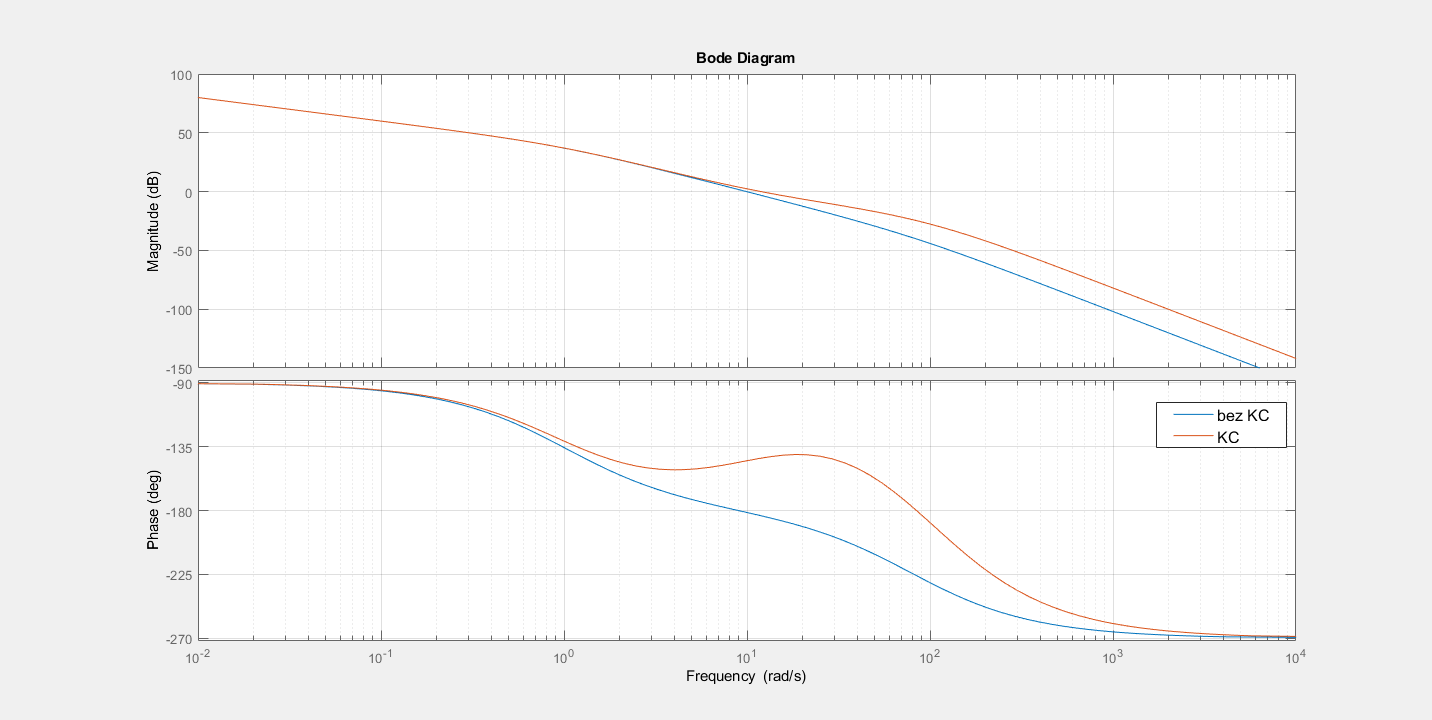 Bode Diagram
100
50
0
-50
-100
-150
Magnitude (dB)
-90
-135
-180
-225
-270
Phase (deg)
bez KC
KC
10^-2 10^-1 10^0 10^1 10^2 10^3 10^4
Frequency (rad/s)